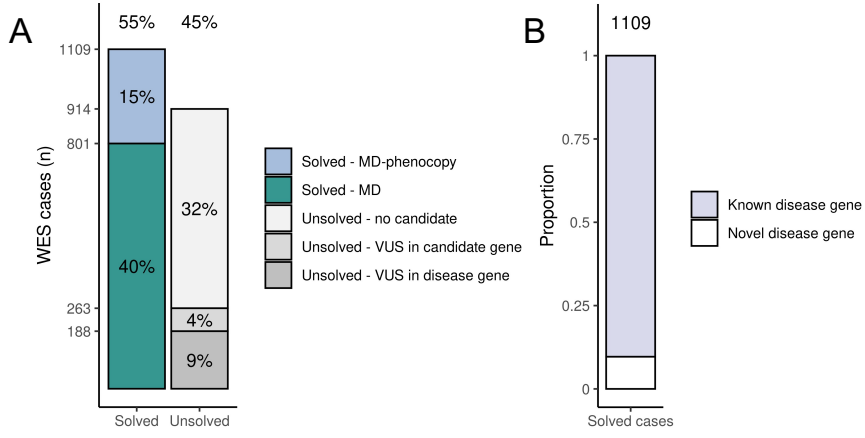 A
55%
45%
1109
914
801
263
188
WES cases (n)
15%
40%
32%
4%
9%
Solved
Unsolved
Solved - MD-phenocopy
Solved - MD
Unsolved - no candidate
Unsolved - VUS in candidate gene
Unsolved - VUS in disease gene
B
1109
1
0.75
0.5
0.25
0
Proportion
Solved cases
Known disease gene
Novel disease gene